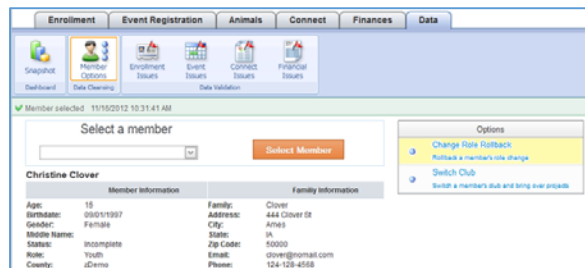 Enrollment Event Registration Animals Connect Finances Data
Snapshot Member Options Enrollment Issues Event Issues Connect Issues Financial Issues
Dashboard Data Cleansing Data Validation
Member selected 11/16/2012 10:31:41 AM
Select a member
Select Member
Options
Change Role Rollback
Rollback a member's role change
Switch Club
Switch a member's club and bring over projects
Christine Clover
Member Information Family Information
Age: 15 Family: Clover
Birthdate: 09/01/1997 Address: 444 Clover St
Gender: Female City: Ames
Middle Name: State: IA
Status: Incomplete Zip Code: 50000
Role: Youth Email: clover@nomail.com
County: zDemo Phone: 124-128-4568